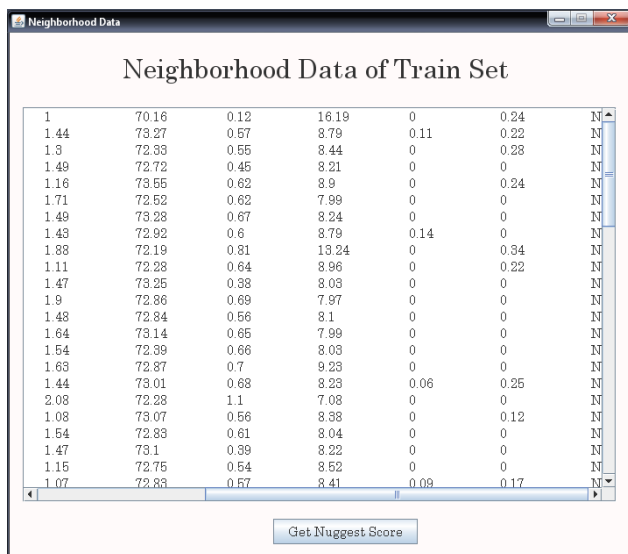 Neighborhood Data
Neighborhood Data of Train Set
1 70.16 0.12 16.19 0 0.24 N
1.44 73.27 0.57 8.79 0.11 0.22 N
1.3 72.33 0.55 8.44 0 0.28 N
1.49 72.72 0.45 8.21 0 0 N
1.16 73.55 0.62 8.9 0 0.24 N
1.71 72.52 0.62 7.99 0 0 N
1.49 73.28 0.67 8.24 0 0 N
1.43 72.92 0.6 8.79 0.14 0 N
1.88 72.19 0.81 13.24 0 0.34 N
1.11 72.28 0.64 8.96 0 0.22 N
1.47 73.25 0.38 8.03 0 0 N
1.9 72.86 0.69 7.97 0 0 N
1.48 72.84 0.56 8.1 0 0 N
1.64 73.14 0.65 7.99 0 0 N
1.54 72.39 0.66 8.03 0 0 N
1.63 72.87 0.7 9.23 0 0 N
1.44 73.01 0.68 8.23 0.06 0.25 N
2.08 72.28 1.1 7.08 0 0 N
1.08 73.07 0.56 8.38 0 0.12 N
1.54 72.83 0.61 8.04 0 0 N
1.47 73.1 0.39 8.22 0 0 N
1.15 72.75 0.54 8.52 0 0 N
1.07 72.83 0.57 8.41 0.09 0.17 N
Get Nuggest Score